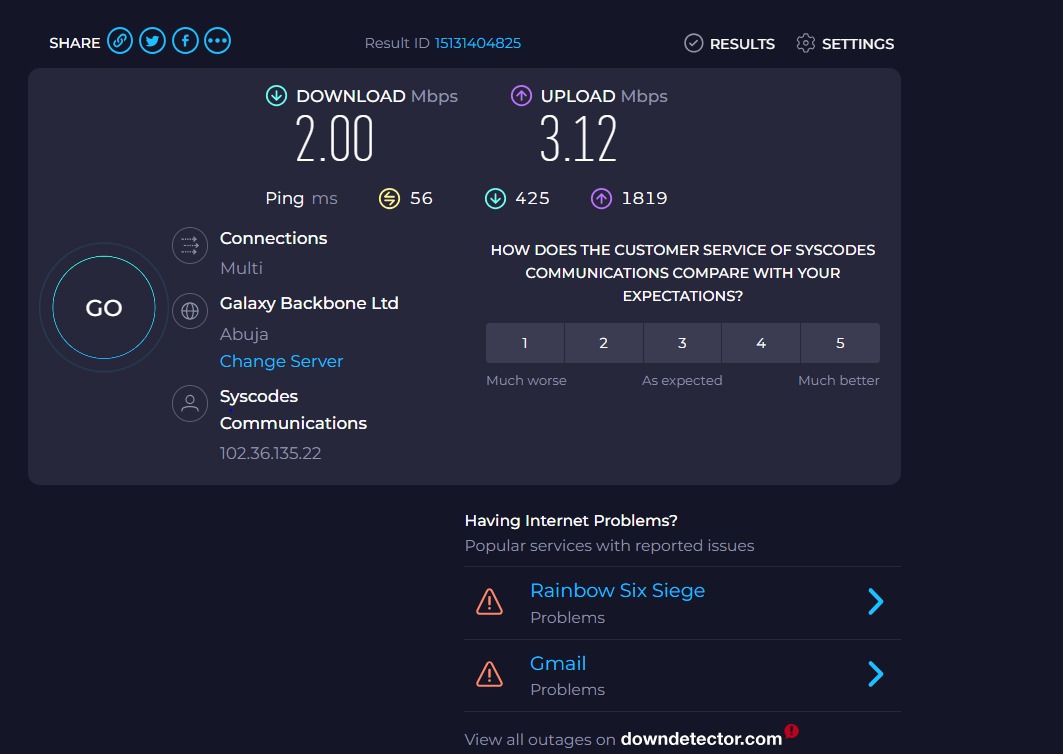 SHARE
Result ID 15131404825
RESULTS
SETTINGS
DOWNLOAD Mbps
2.00
UPLOAD Mbps
3.12
Ping ms 56 425 1819
GO
Connections
Multi
Galaxy Backbone Ltd
Abuja
Change Server
Syscodes
Communications
102.36.135.22
HOW DOES THE CUSTOMER SERVICE OF SYSCODES
COMMUNICATIONS COMPARE WITH YOUR
EXPECTATIONS?
1 2 3 4 5
Much worse As expected Much better
Having Internet Problems?
Popular services with reported issues
Rainbow Six Siege
Problems
Gmail
Problems
View all outages on downdetector.com